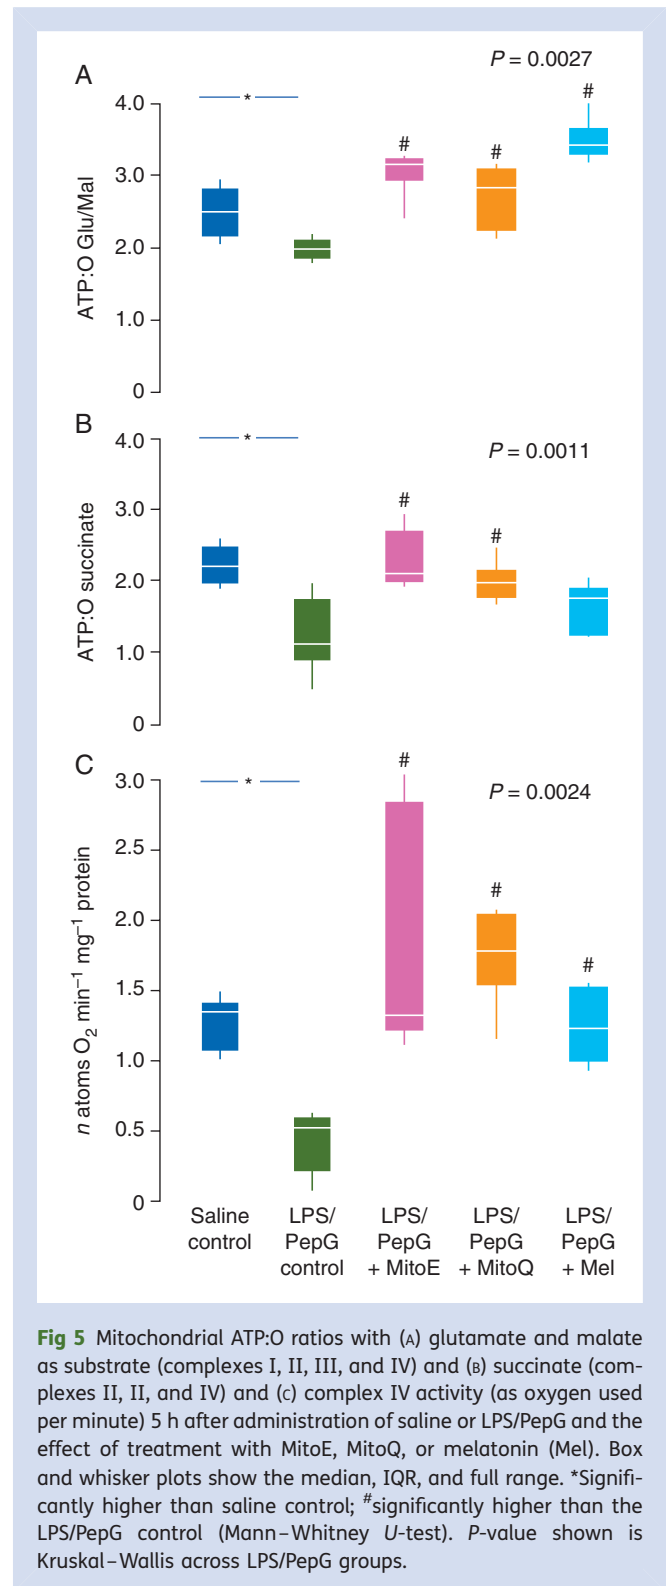 A
P = 0.0027
4.0
*
#
#
#
3.0
2.0
1.0
0
ATP:O Glu/Mal
B
P = 0.0011
4.0
*
#
#
3.0
2.0
1.0
0
ATP:O succinate
C
P = 0.0024
3.0
*
#
#
#
2.5
2.0
1.5
1.0
0.5
0
n atoms O₂ min⁻¹ mg⁻¹ protein
Saline control
LPS/ PepG control
LPS/ PepG + MitoE
LPS/ PepG + MitoQ
LPS/ PepG + Mel
Fig 5 Mitochondrial ATP:O ratios with (A) glutamate and malate
as substrate (complexes I, II, III, and IV) and (B) succinate (com-
plexes II, II, and IV) and (C) complex IV activity (as oxygen used
per minute) 5 h after administration of saline or LPS/PepG and the
effect of treatment with MitoE, MitoQ, or melatonin (Mel). Box
and whisker plots show the median, IQR, and full range. *Signifi-
cantly higher than saline control; #significantly higher than the
LPS/PepG control (Mann–Whitney U-test). P-value shown is
Kruskal–Wallis across LPS/PepG groups.